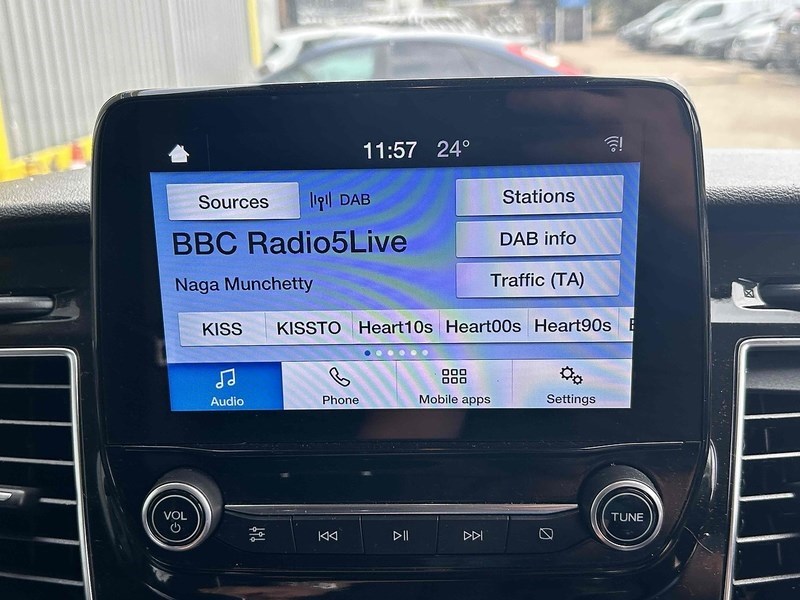 11:57 24°
Sources DAB Stations
BBC Radio5Live
DAB info
Naga Munchetty
Traffic (TA)
KISS KISSTO Heart10s Heart00s Heart90s
Audio Phone Mobile apps Settings
VOL TUNE